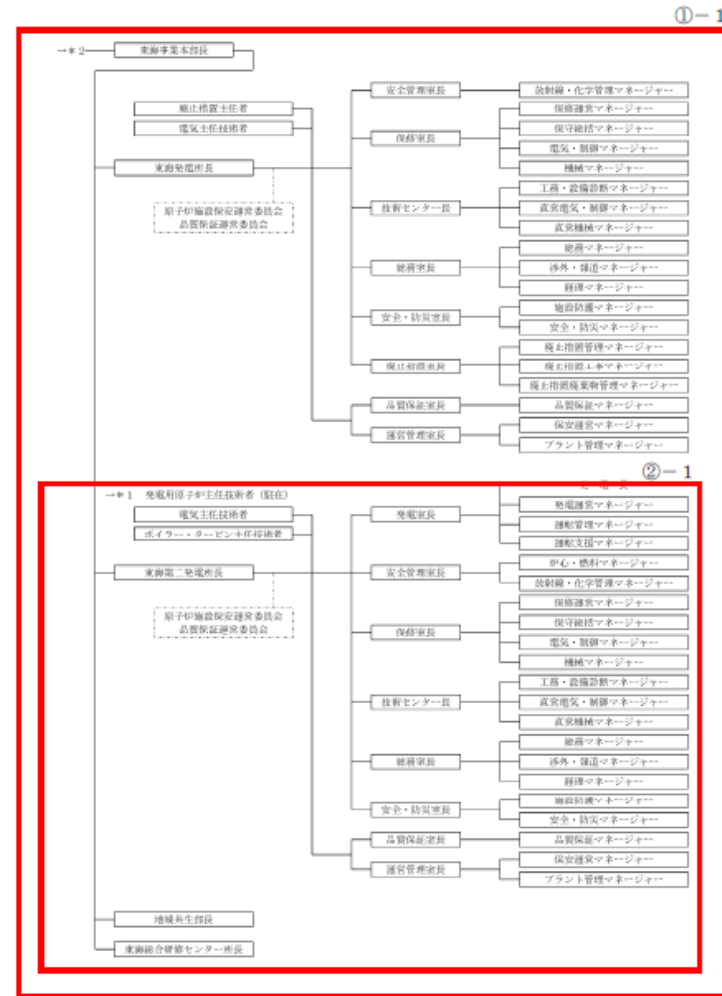 ①-1
→*2 東海事業本部長
安全管理室長 放射線・化学管理マネージャー
廃止措置主任者 保修運営マネージャー
電気主任技術者 保修室長 保守総括マネージャー
電気・制御マネージャー
東海発電所長 機械マネージャー
工務・設備診断マネージャー
原子炉施設保安運営委員会 技術センター長 直営電気・制御マネージャー
品質保証運営委員会 直営機械マネージャー
総務マネージャー
総務室長 渉外・報道マネージャー
経理マネージャー
施設防護マネージャー
安全・防災室長 安全・防災マネージャー
廃止措置管理マネージャー
廃止措置室長 廃止措置工事マネージャー
廃止措置廃棄物管理マネージャー
品質保証室長 品質保証マネージャー
運営管理室長 保安運営マネージャー
プラント管理マネージャー
②-1
→*1 発電用原子炉主任技術者（駐在）
発電運営マネージャー
電気主任技術者 発電室長 運転管理マネージャー
ボイラー・タービン主任技術者 運転支援マネージャー
炉心・燃料マネージャー
東海第二発電所長 安全管理室長 放射線・化学管理マネージャー
原子炉施設保安運営委員会 保修運営マネージャー
品質保証運営委員会 保修室長 保守総括マネージャー
電気・制御マネージャー
機械マネージャー
工務・設備診断マネージャー
技術センター長 直営電気・制御マネージャー
直営機械マネージャー
総務マネージャー
総務室長 渉外・報道マネージャー
経理マネージャー
施設防護マネージャー
安全・防災室長 安全・防災マネージャー
品質保証室長 品質保証マネージャー
運営管理室長 保安運営マネージャー
プラント管理マネージャー
地域共生部長
東海総合研修センター所長